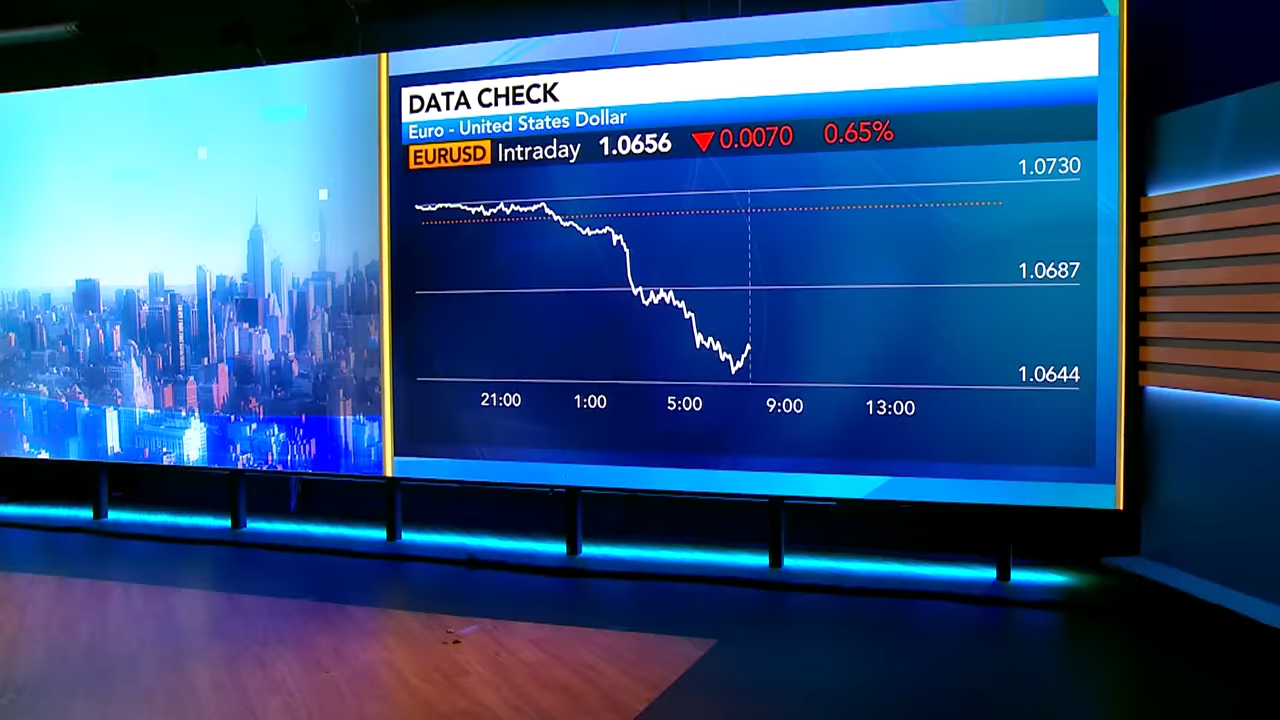 DATA CHECK
Euro - United States Dollar
EURUSD Intraday 1.0656 ▼0.0070 0.65%
1.0730
1.0687
1.0644
21:00 1:00 5:00 9:00 13:00